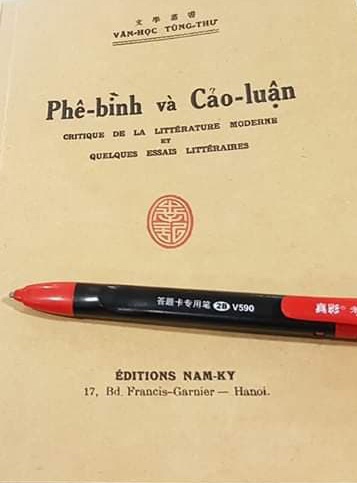 文學叢書
VĂN-HỌC TÙNG-THƯ
Phê-bình và Cảo-luận
CRITIQUE DE LA LITTÉRATURE MODERNE
ET
QUELQUES ESSAIS LITTÉRAIRES
答题卡专用笔 2B V590
真彩®
ÉDITIONS NAM-KY
17, Bd. Francis-Garnier — Hanoi.